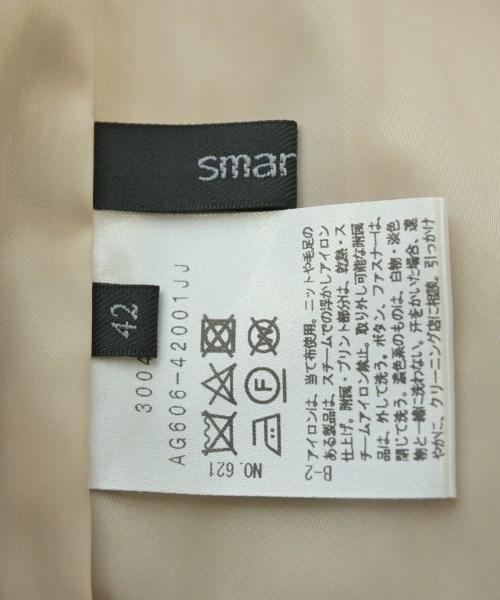 smar
42
3004
AG606-42001JJ
F
NO. 621
B-2
アイロンは、当て布使用。ニットや毛足の
ある製品は、スチームでの浮かしアイロン
仕上げ。附属・プリント部分は、乾熱・ス
チームアイロン禁止。取り外し可能な附属
品は、外して洗う。ボタン、ファスナーは、
閉じて洗う。濃色系のものは、白物・淡色
物と一緒に洗わない。汗をかいた場合、速
やかに、クリーニング店に相談。引っかけ